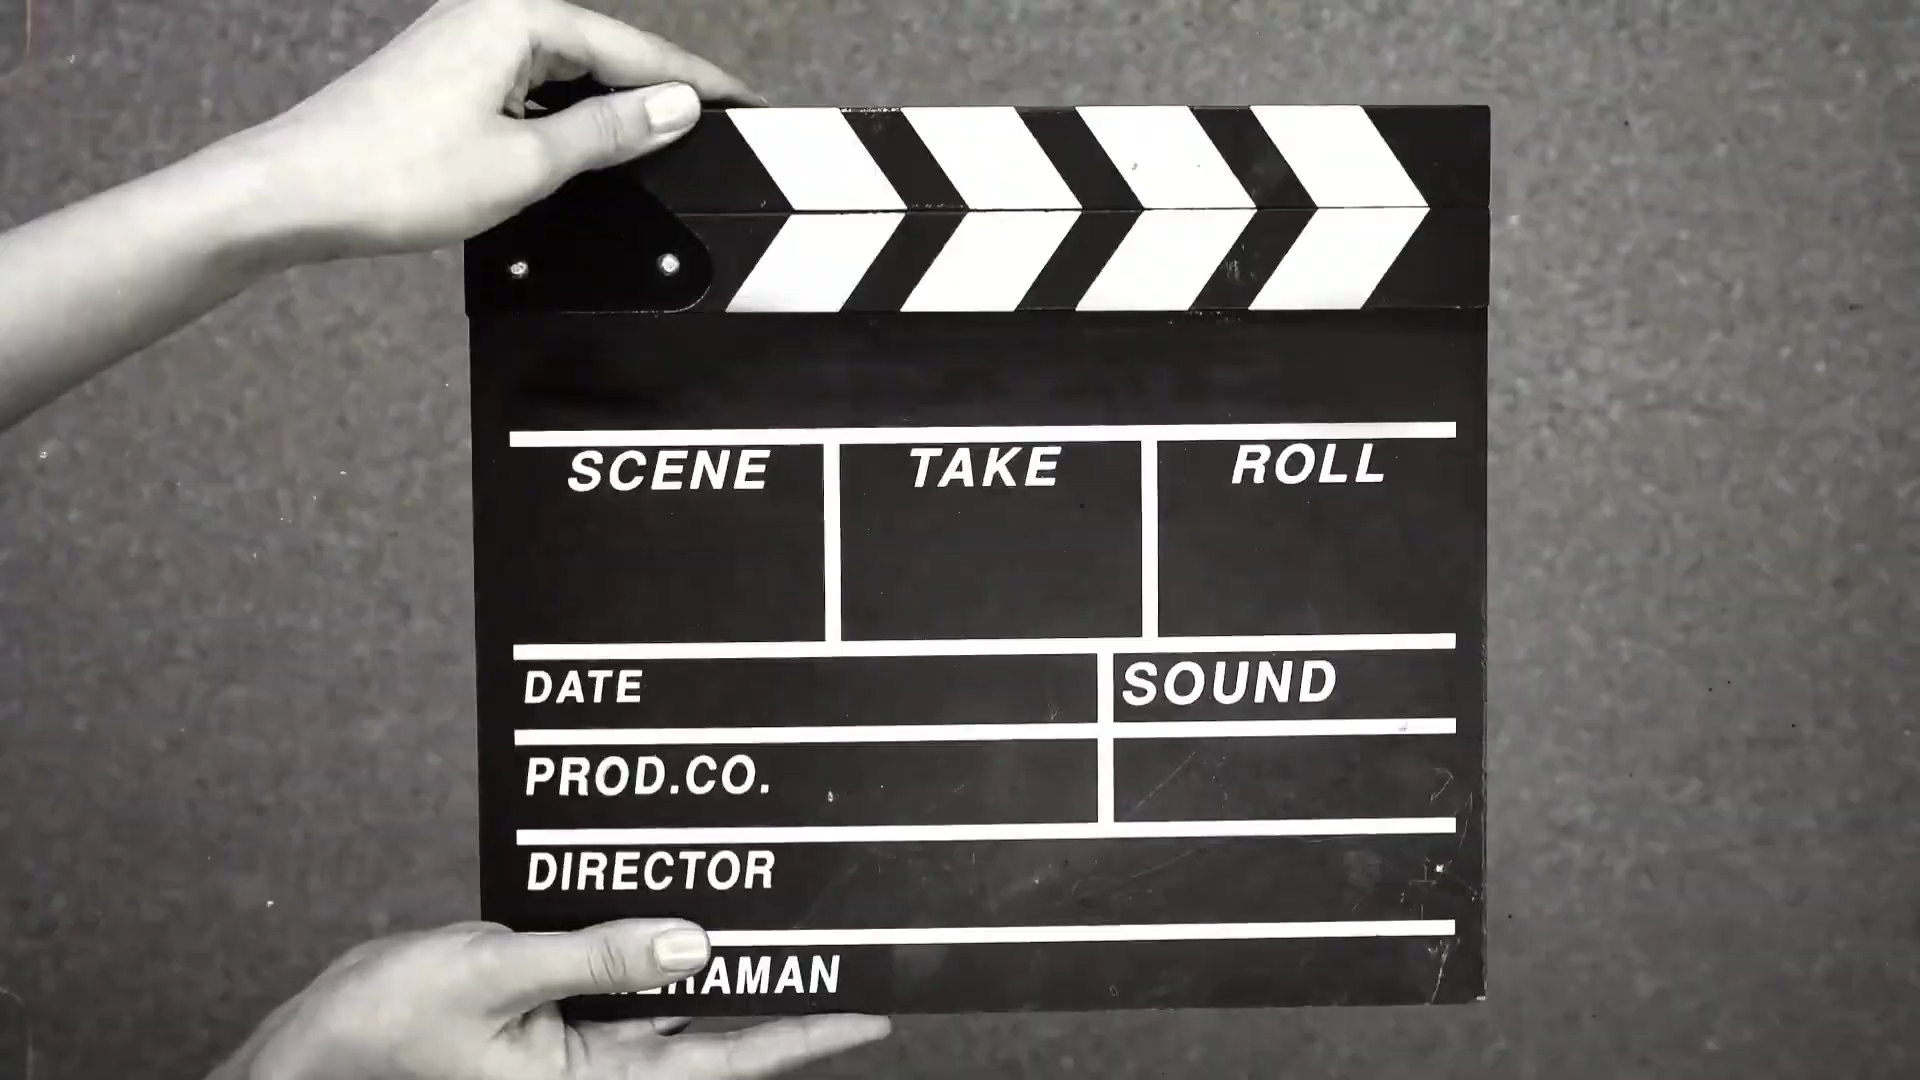 SCENE TAKE ROLL
DATE SOUND
PROD.CO.
DIRECTOR